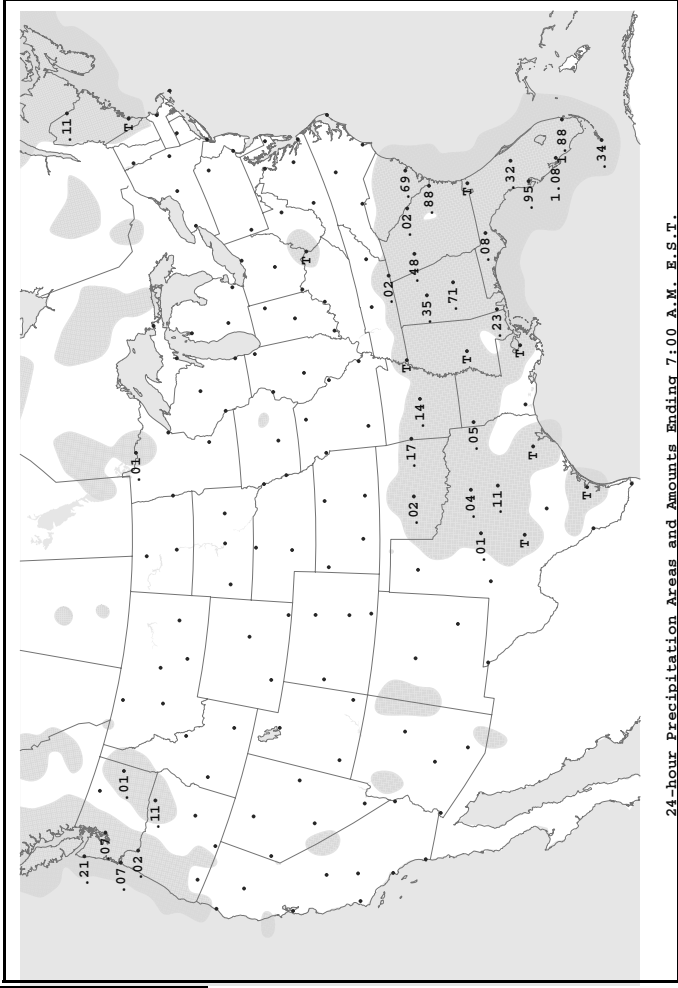 .11
.21
.07
.07
.01
T
.02
.01
.11
T
.02
.69
T
.02
.17
.02
.48
.14
.35
.88
.71
T
T
.04
.05
.01
.08
.11
.23
.32
T
T
.95
T
1.08
1.88
T
.34
24-hour Precipitation Areas and Amounts Ending 7:00 A.M. E.S.T.